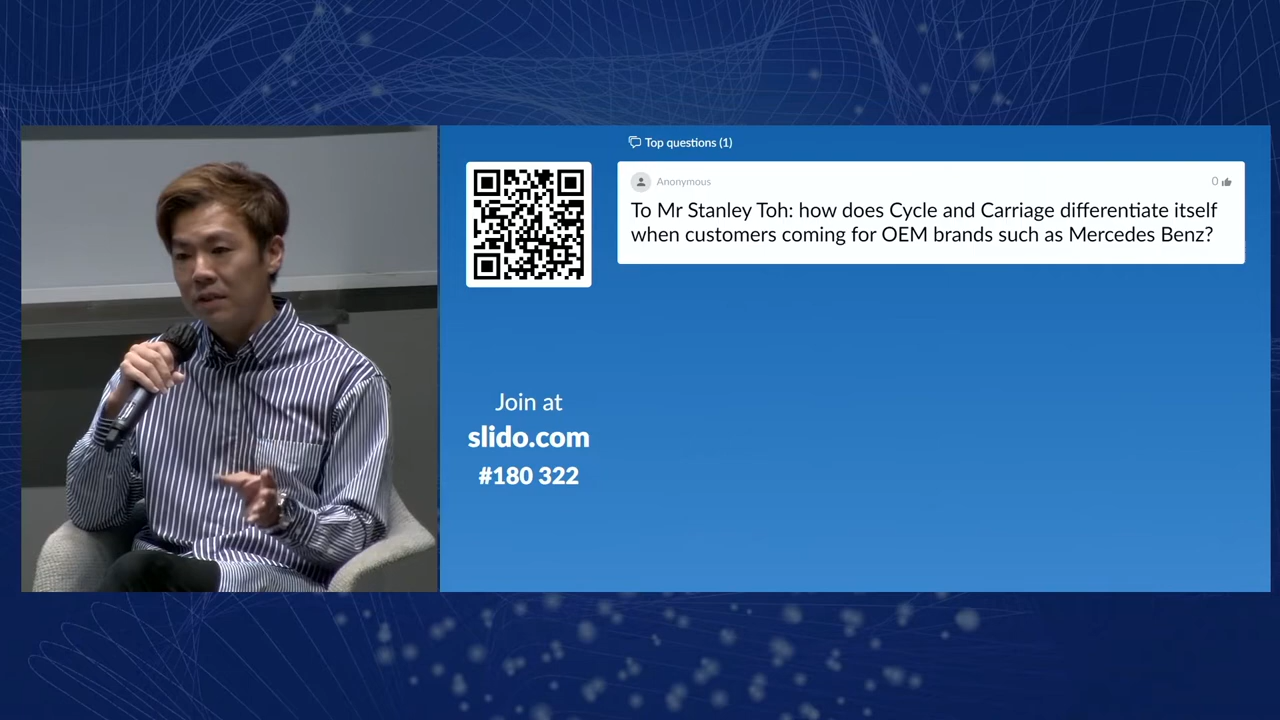 Top questions (1)
Anonymous
0
To Mr Stanley Toh: how does Cycle and Carriage differentiate itself
when customers coming for OEM brands such as Mercedes Benz?
Join at
slido.com
#180 322